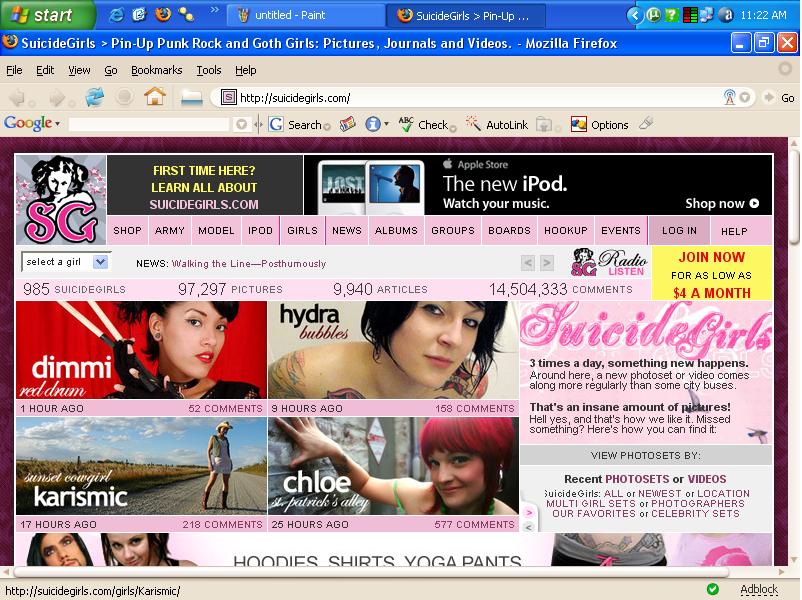 start
untitled - Paint
SuicideGirls > Pin-Up ...
11:22 AM
SuicideGirls > Pin-Up Punk Rock and Goth Girls: Pictures, Journals and Videos. - Mozilla Firefox
File Edit View Go Bookmarks Tools Help
http://suicidegirls.com/
Go
Google
G Search
ABC Check
AutoLink
Options
SG
FIRST TIME HERE?
LEARN ALL ABOUT
SUICIDEGIRLS.COM
LOST
Apple Store
The new iPod.
Watch your music.
Shop now
SHOP ARMY MODEL IPOD GIRLS NEWS ALBUMS GROUPS BOARDS HOOKUP EVENTS LOG IN HELP
select a girl
NEWS: Walking the Line—Posthumously
< >
SG Radio
LISTEN
JOIN NOW
FOR AS LOW AS
$4 A MONTH
985 SUICIDEGIRLS 97,297 PICTURES 9,940 ARTICLES 14,504,333 COMMENTS
dimmi
red drum
1 HOUR AGO 52 COMMENTS
hydra
bubbles
9 HOURS AGO 158 COMMENTS
SuicideGirls
3 times a day, something new happens.
Around here, a new photoset or video comes
along more regularly than some city buses.
That's an insane amount of pictures!
Hell yes, and that's how we like it. Missed
something? Here's how you can find it:
sunset cowgirl
karismic
17 HOURS AGO 218 COMMENTS
chloe
st. patrick's alley
25 HOURS AGO 577 COMMENTS
VIEW PHOTOSETS BY:
Recent PHOTOSETS or VIDEOS
SuicideGirls: ALL or NEWEST or LOCATION
MULTI GIRL SETS or PHOTOGRAPHERS
OUR FAVORITES or CELEBRITY SETS
>
<
HOODIES, SHIRTS, YOGA PANTS
http://suicidegirls.com/girls/Karismic/
Adblock